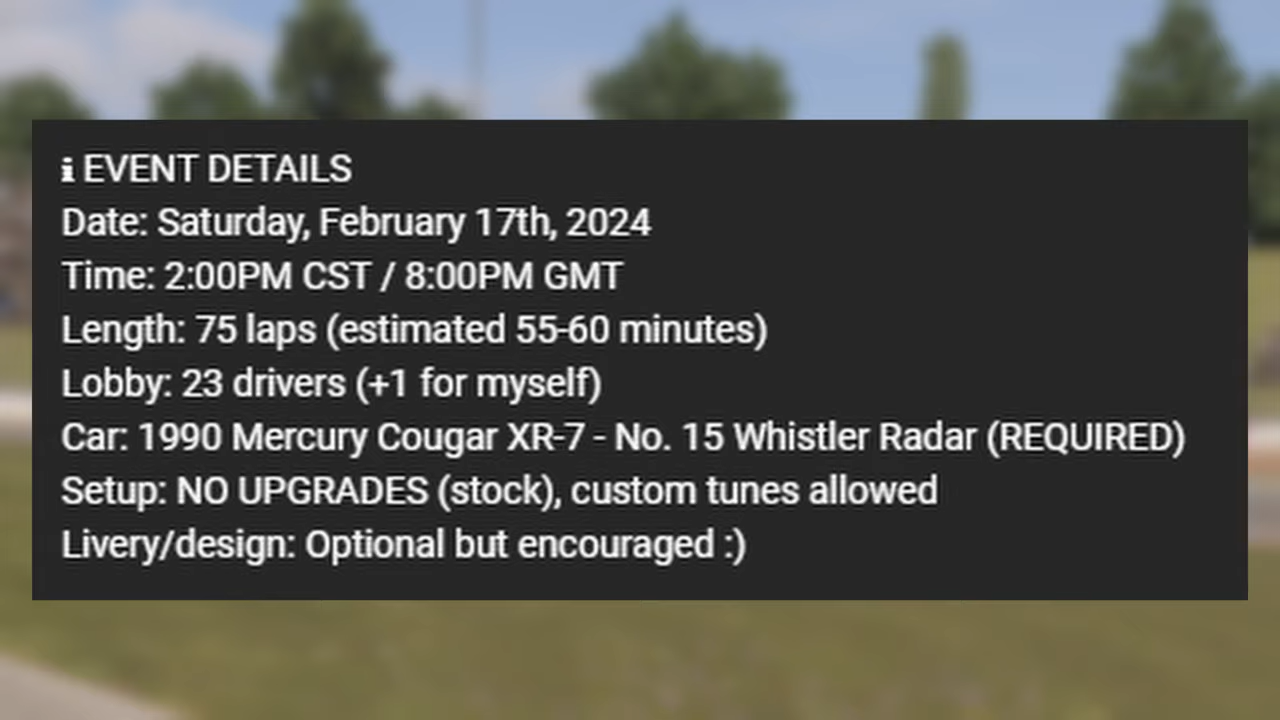 ℹ EVENT DETAILS
Date: Saturday, February 17th, 2024
Time: 2:00PM CST / 8:00PM GMT
Length: 75 laps (estimated 55-60 minutes)
Lobby: 23 drivers (+1 for myself)
Car: 1990 Mercury Cougar XR-7 - No. 15 Whistler Radar (REQUIRED)
Setup: NO UPGRADES (stock), custom tunes allowed
Livery/design: Optional but encouraged :)